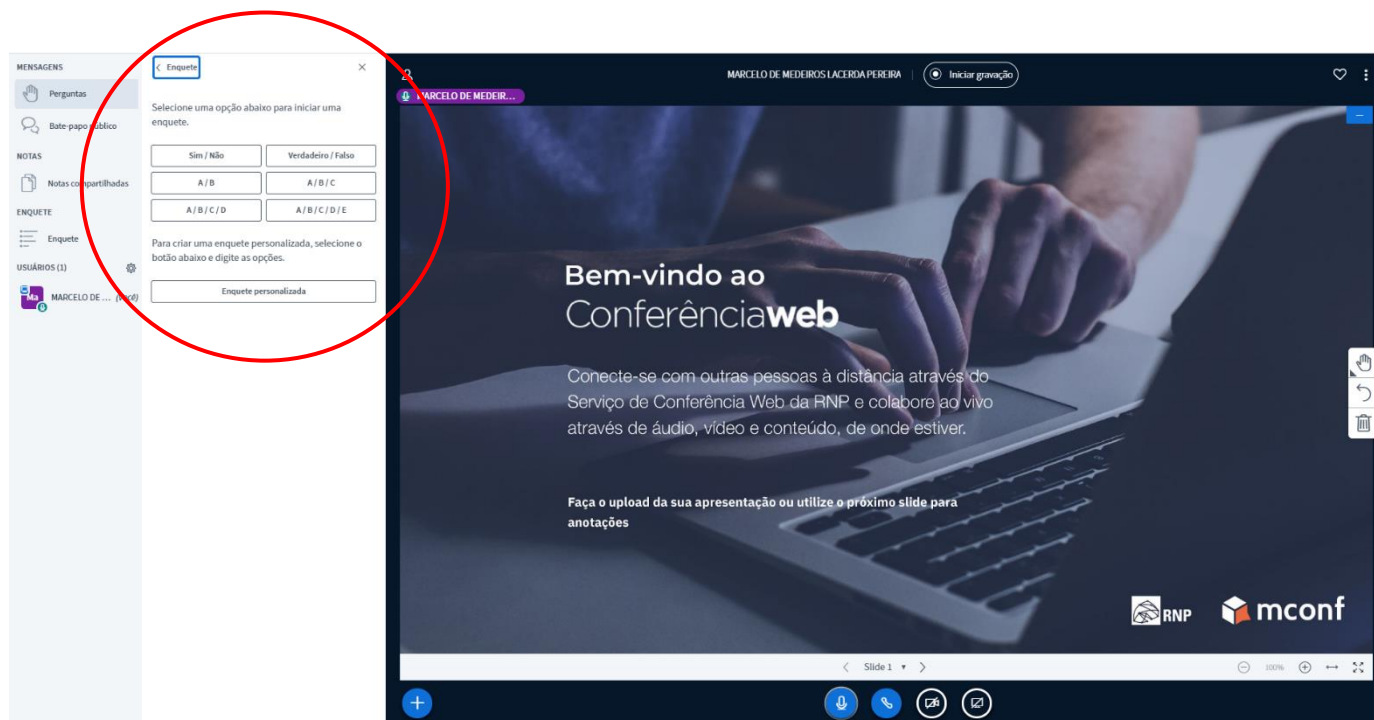 MENSAGENS
Perguntas
Bate-papo público
NOTAS
Notas compartilhadas
ENQUETE
Enquete
USUÁRIOS (1)
Ma
MARCELO DE ... (Você)
Enquete
Selecione uma opção abaixo para iniciar uma
enquete.
Sim / Não
Verdadeiro / Falso
A / B
A / B / C
A / B / C / D
A / B / C / D / E
Para criar uma enquete personalizada, selecione o
botão abaixo e digite as opções.
Enquete personalizada
MARCELO DE MEDEIROS LACERDA PEREIRA
Iniciar gravação
MARCELO DE MEDEIR...
Bem-vindo ao
Conferênciaweb
Conecte-se com outras pessoas à distância através do
Serviço de Conferência Web da RNP e colabore ao vivo
através de áudio, vídeo e conteúdo, de onde estiver.
Faça o upload da sua apresentação ou utilize o próximo slide para
anotações
RNP
mconf
Slide 1
100%